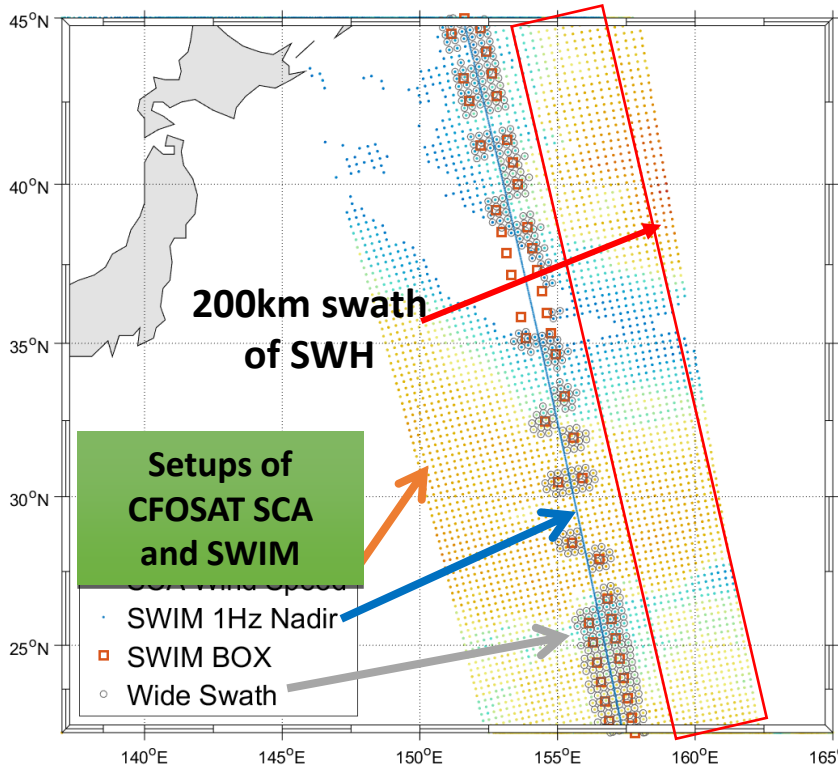 45°N
40°N
200km swath
of SWH
35°N
Setups of
CFOSAT SCA
and SWIM
30°N
SCA Wind Speed
SWIM 1Hz Nadir
25°N
SWIM BOX
Wide Swath
140°E
145°E
150°E
155°E
160°E
165°